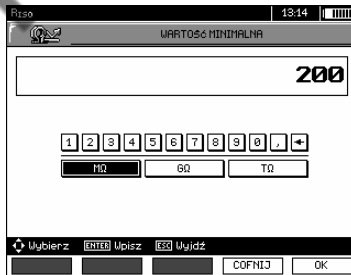 RISO 13:14
WARTOŚĆ MINIMALNA
200
1 2 3 4 5 6 7 8 9 0 , ←
MΩ GΩ TΩ
Wybierz ENTER Wpisz ESC Wyjdź
COFNIJ OK